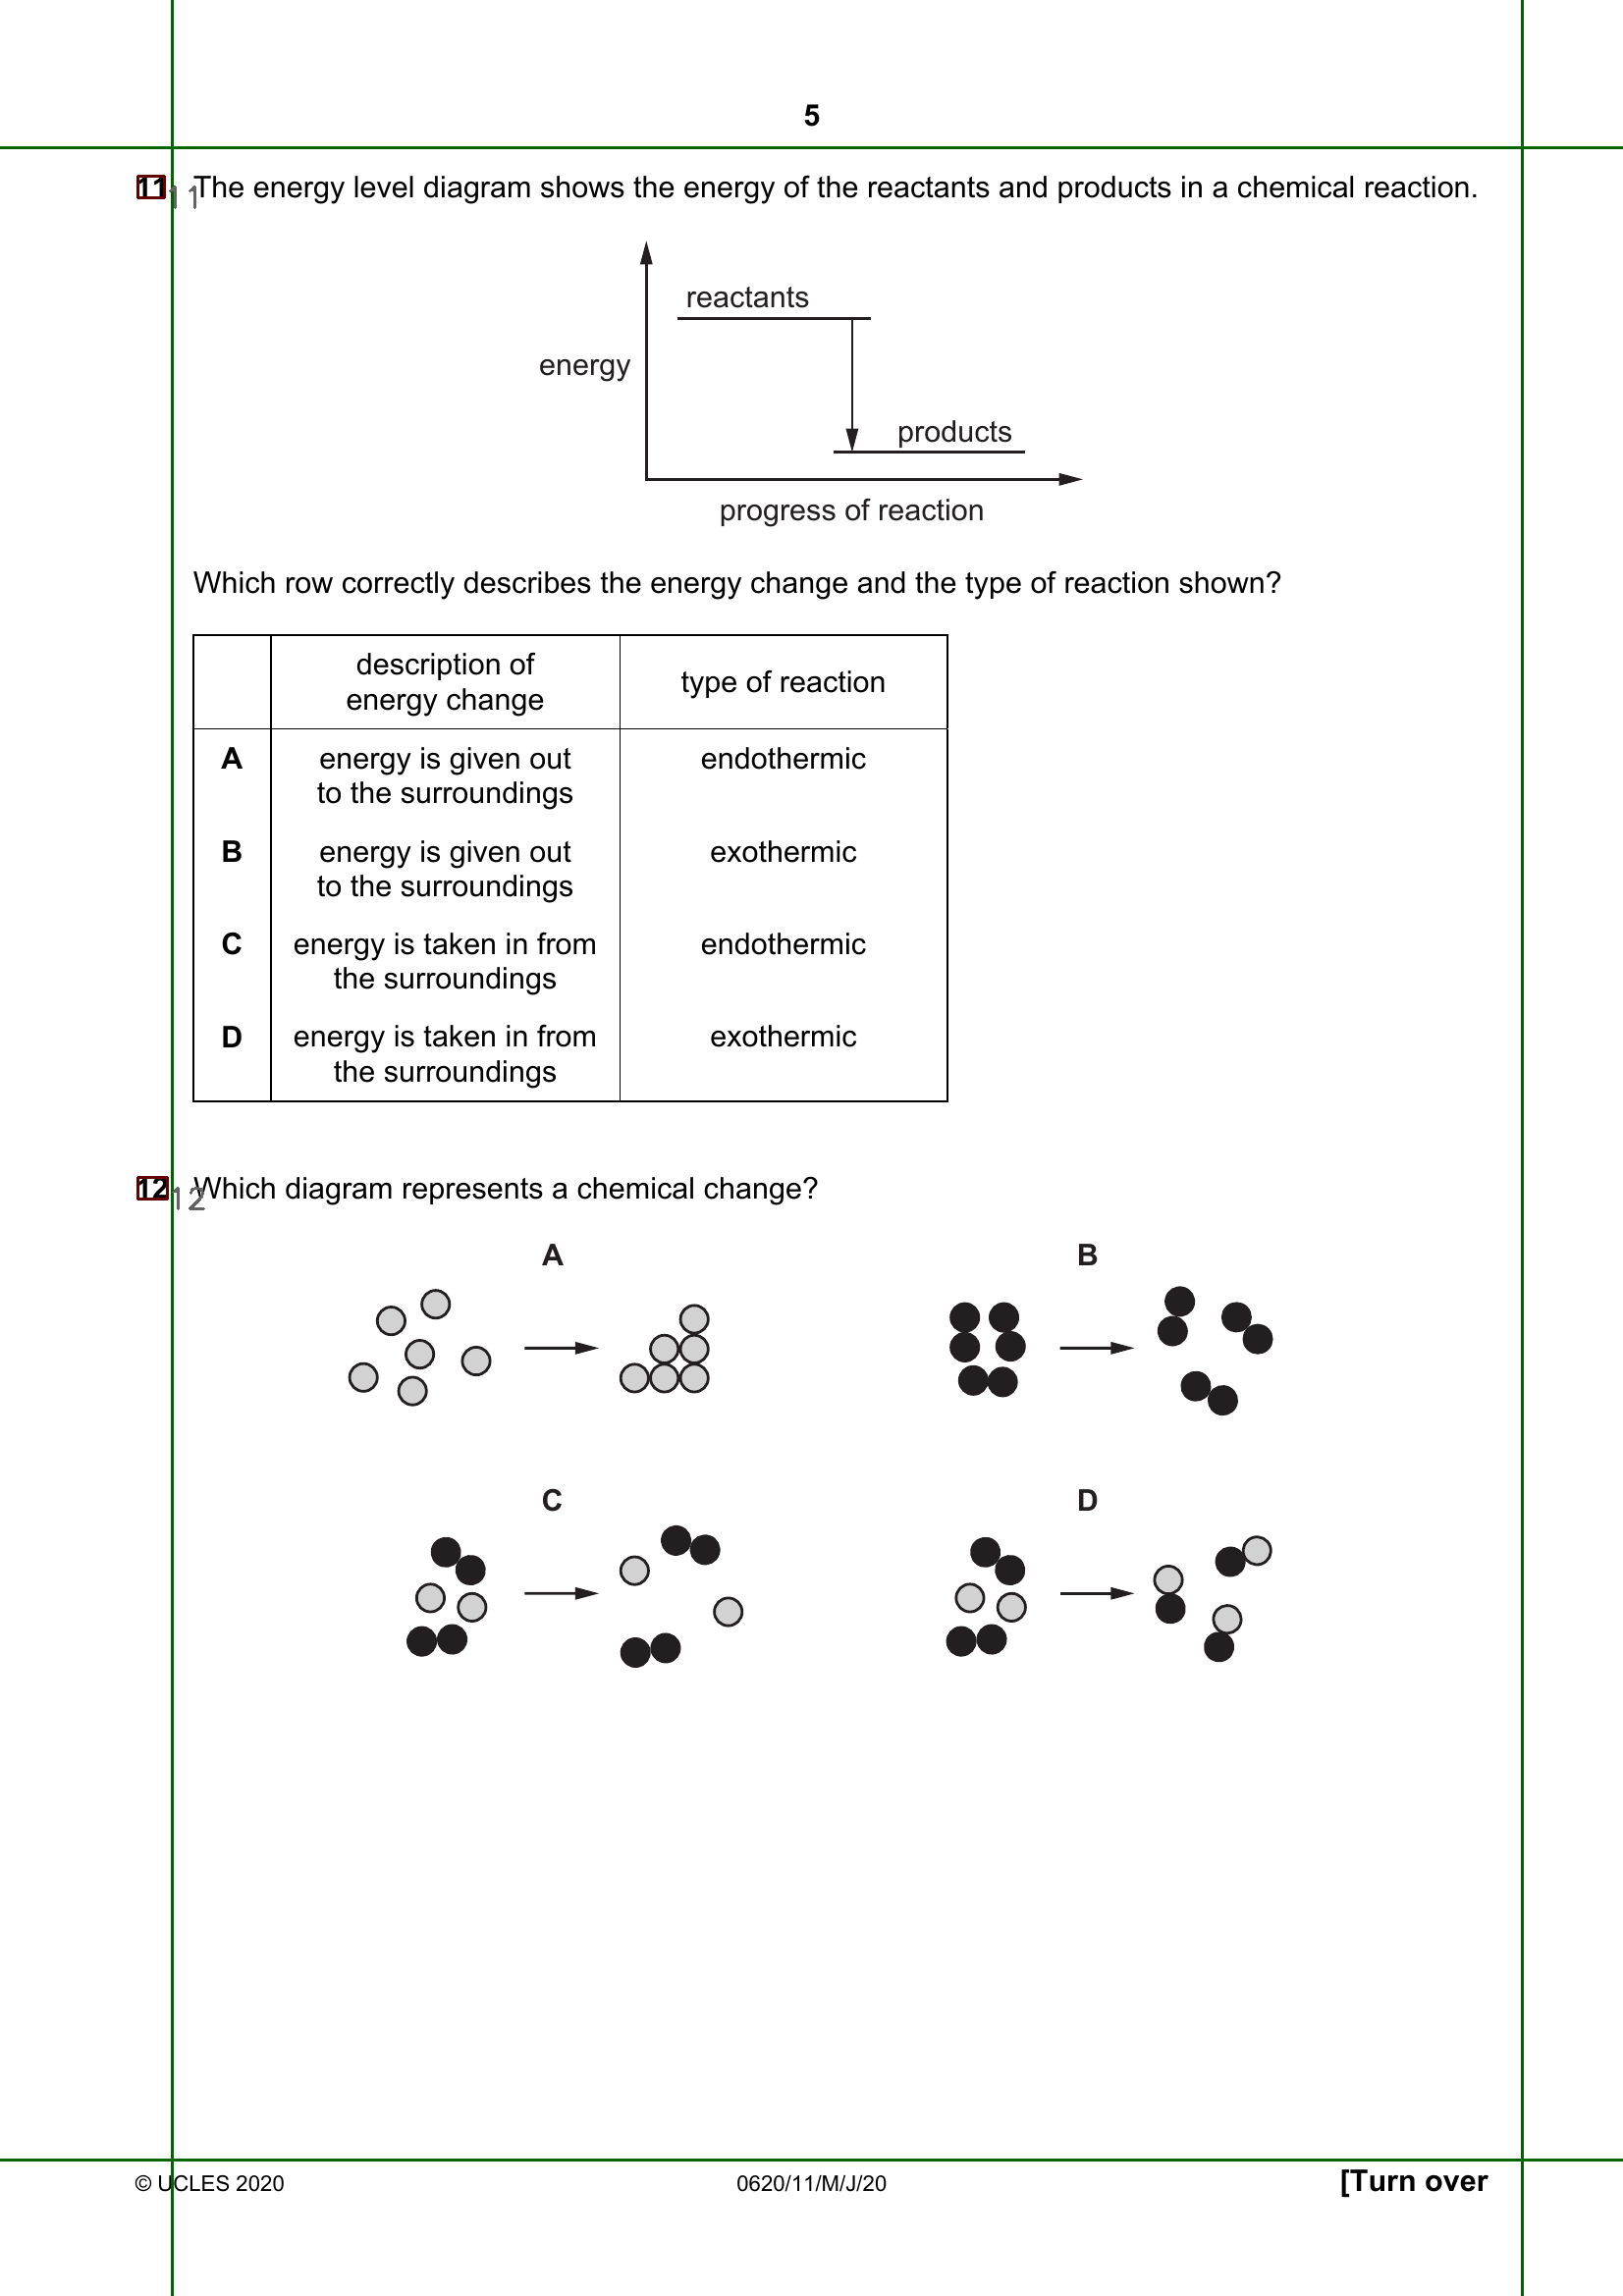 5
11 11 The energy level diagram shows the energy of the reactants and products in a chemical reaction.
reactants
energy
products
progress of reaction
Which row correctly describes the energy change and the type of reaction shown?
description of
energy change
type of reaction
A energy is given out endothermic
to the surroundings
B energy is given out exothermic
to the surroundings
C energy is taken in from endothermic
the surroundings
D energy is taken in from exothermic
the surroundings
12 12 Which diagram represents a chemical change?
A B
C D
© UCLES 2020 0620/11/M/J/20 [Turn over